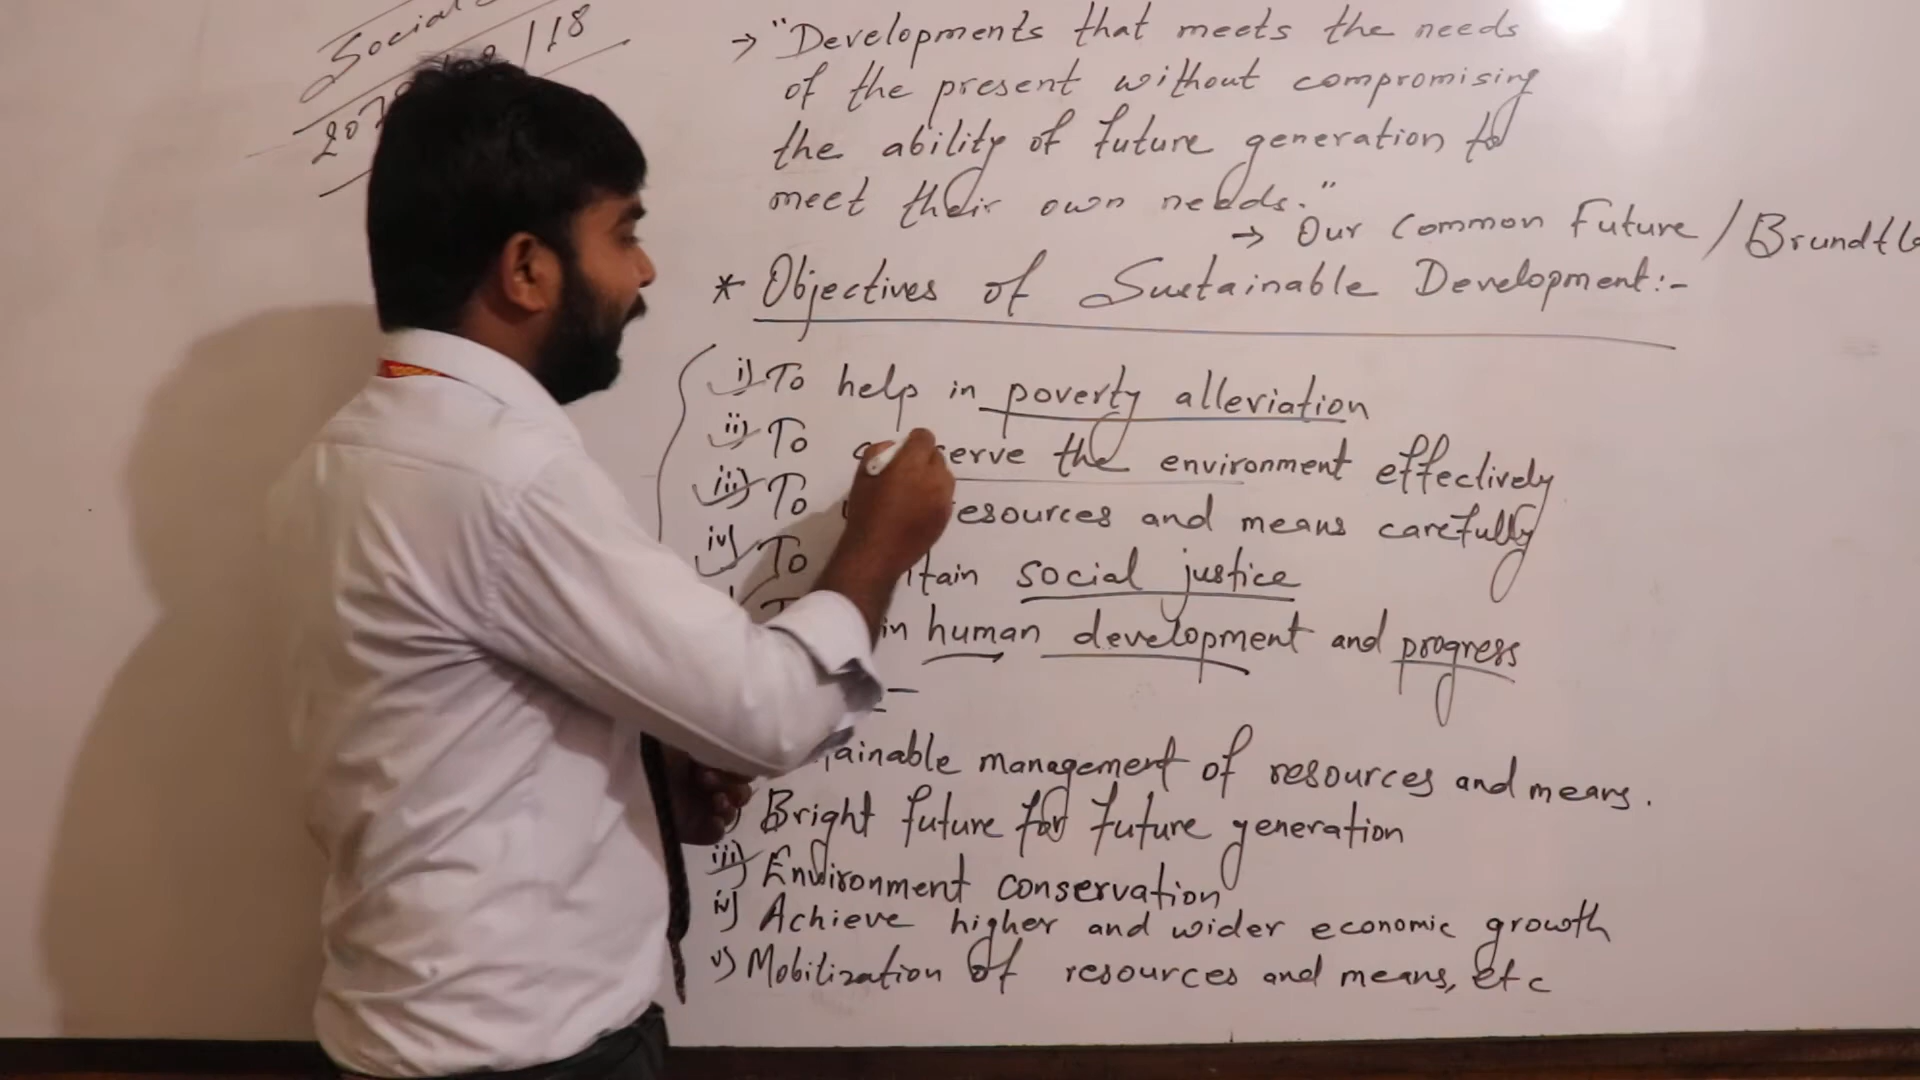 Social
207 /18
→ "Developments that meets the needs
of the present without compromising
the ability of future generation to
meet their own needs."
→ Our Common Future / Brundtla
* Objectives of Sustainable Development:-
i) To help in poverty alleviation
ii) To serve the environment effectively
iii) To resources and means carefully
iv) To tain social justice
in human development and progress
ainable management of resources and means.
) Bright future for future generation
iii) Environment conservation
iv) Achieve higher and wider economic growth
v) Mobilization of resources and means, etc